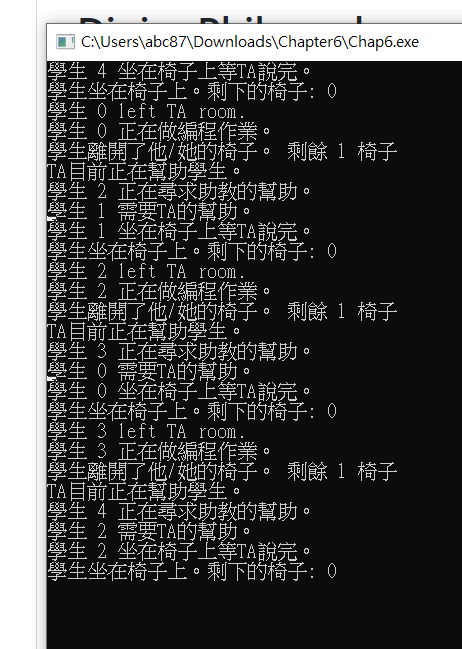 C:\Users\abc87\Downloads\Chapter6\Chap6.exe
學生 4 坐在椅子上等TA說完。
學生坐在椅子上。剩下的椅子: 0
學生 0 left TA room.
學生 0 正在做編程作業。
學生離開了他/她的椅子。 剩餘 1 椅子
TA目前正在幫助學生。
學生 2 正在尋求助教的幫助。
學生 1 需要TA的幫助。
學生 1 坐在椅子上等TA說完。
學生坐在椅子上。剩下的椅子: 0
學生 2 left TA room.
學生 2 正在做編程作業。
學生離開了他/她的椅子。 剩餘 1 椅子
TA目前正在幫助學生。
學生 3 正在尋求助教的幫助。
學生 0 需要TA的幫助。
學生 0 坐在椅子上等TA說完。
學生坐在椅子上。剩下的椅子: 0
學生 3 left TA room.
學生 3 正在做編程作業。
學生離開了他/她的椅子。 剩餘 1 椅子
TA目前正在幫助學生。
學生 4 正在尋求助教的幫助。
學生 2 需要TA的幫助。
學生 2 坐在椅子上等TA說完。
學生坐在椅子上。剩下的椅子: 0